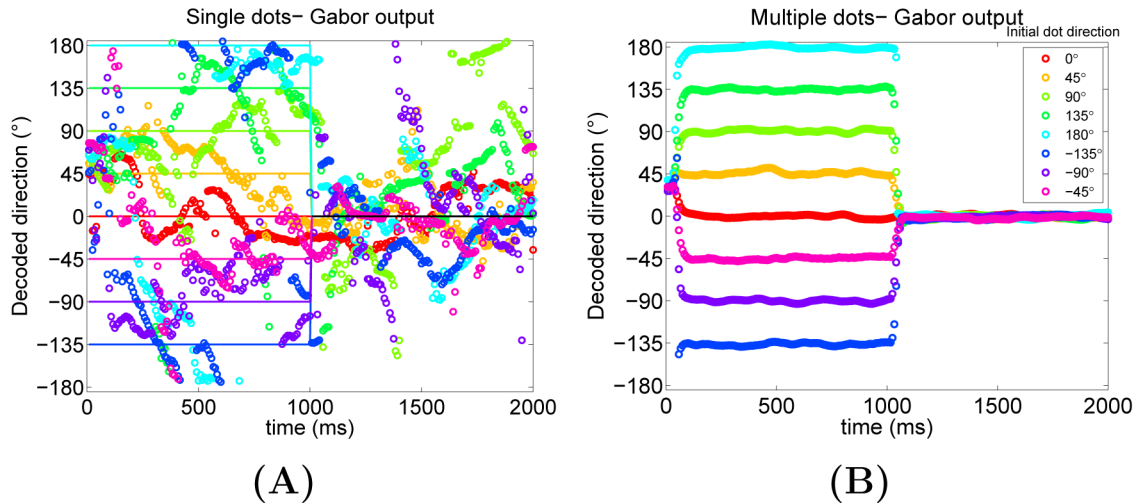 Single dots− Gabor output
180
135
90
45
0
−45
−90
−135
−180
Decoded direction (°)
0 500 1000 1500 2000
time (ms)
(A)
Multiple dots− Gabor output
Initial dot direction
0°
45°
90°
135°
180°
−135°
−90°
−45°
180
135
90
45
0
−45
−90
−135
−180
Decoded direction (°)
0 500 1000 1500 2000
time (ms)
(B)